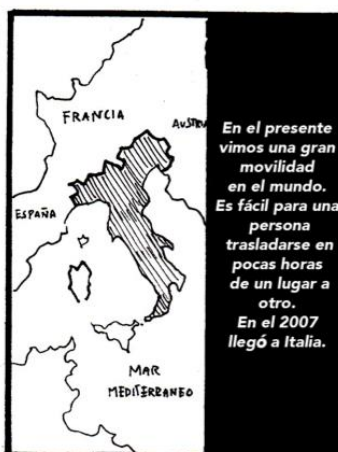 FRANCIA
AUSTRIA
ESPAÑA
MAR
MEDITERRANEO
En el presente
vimos una gran
movilidad
en el mundo.
Es fácil para una
persona
trasladarse en
pocas horas
de un lugar a
otro.
En el 2007
llegó a Italia.